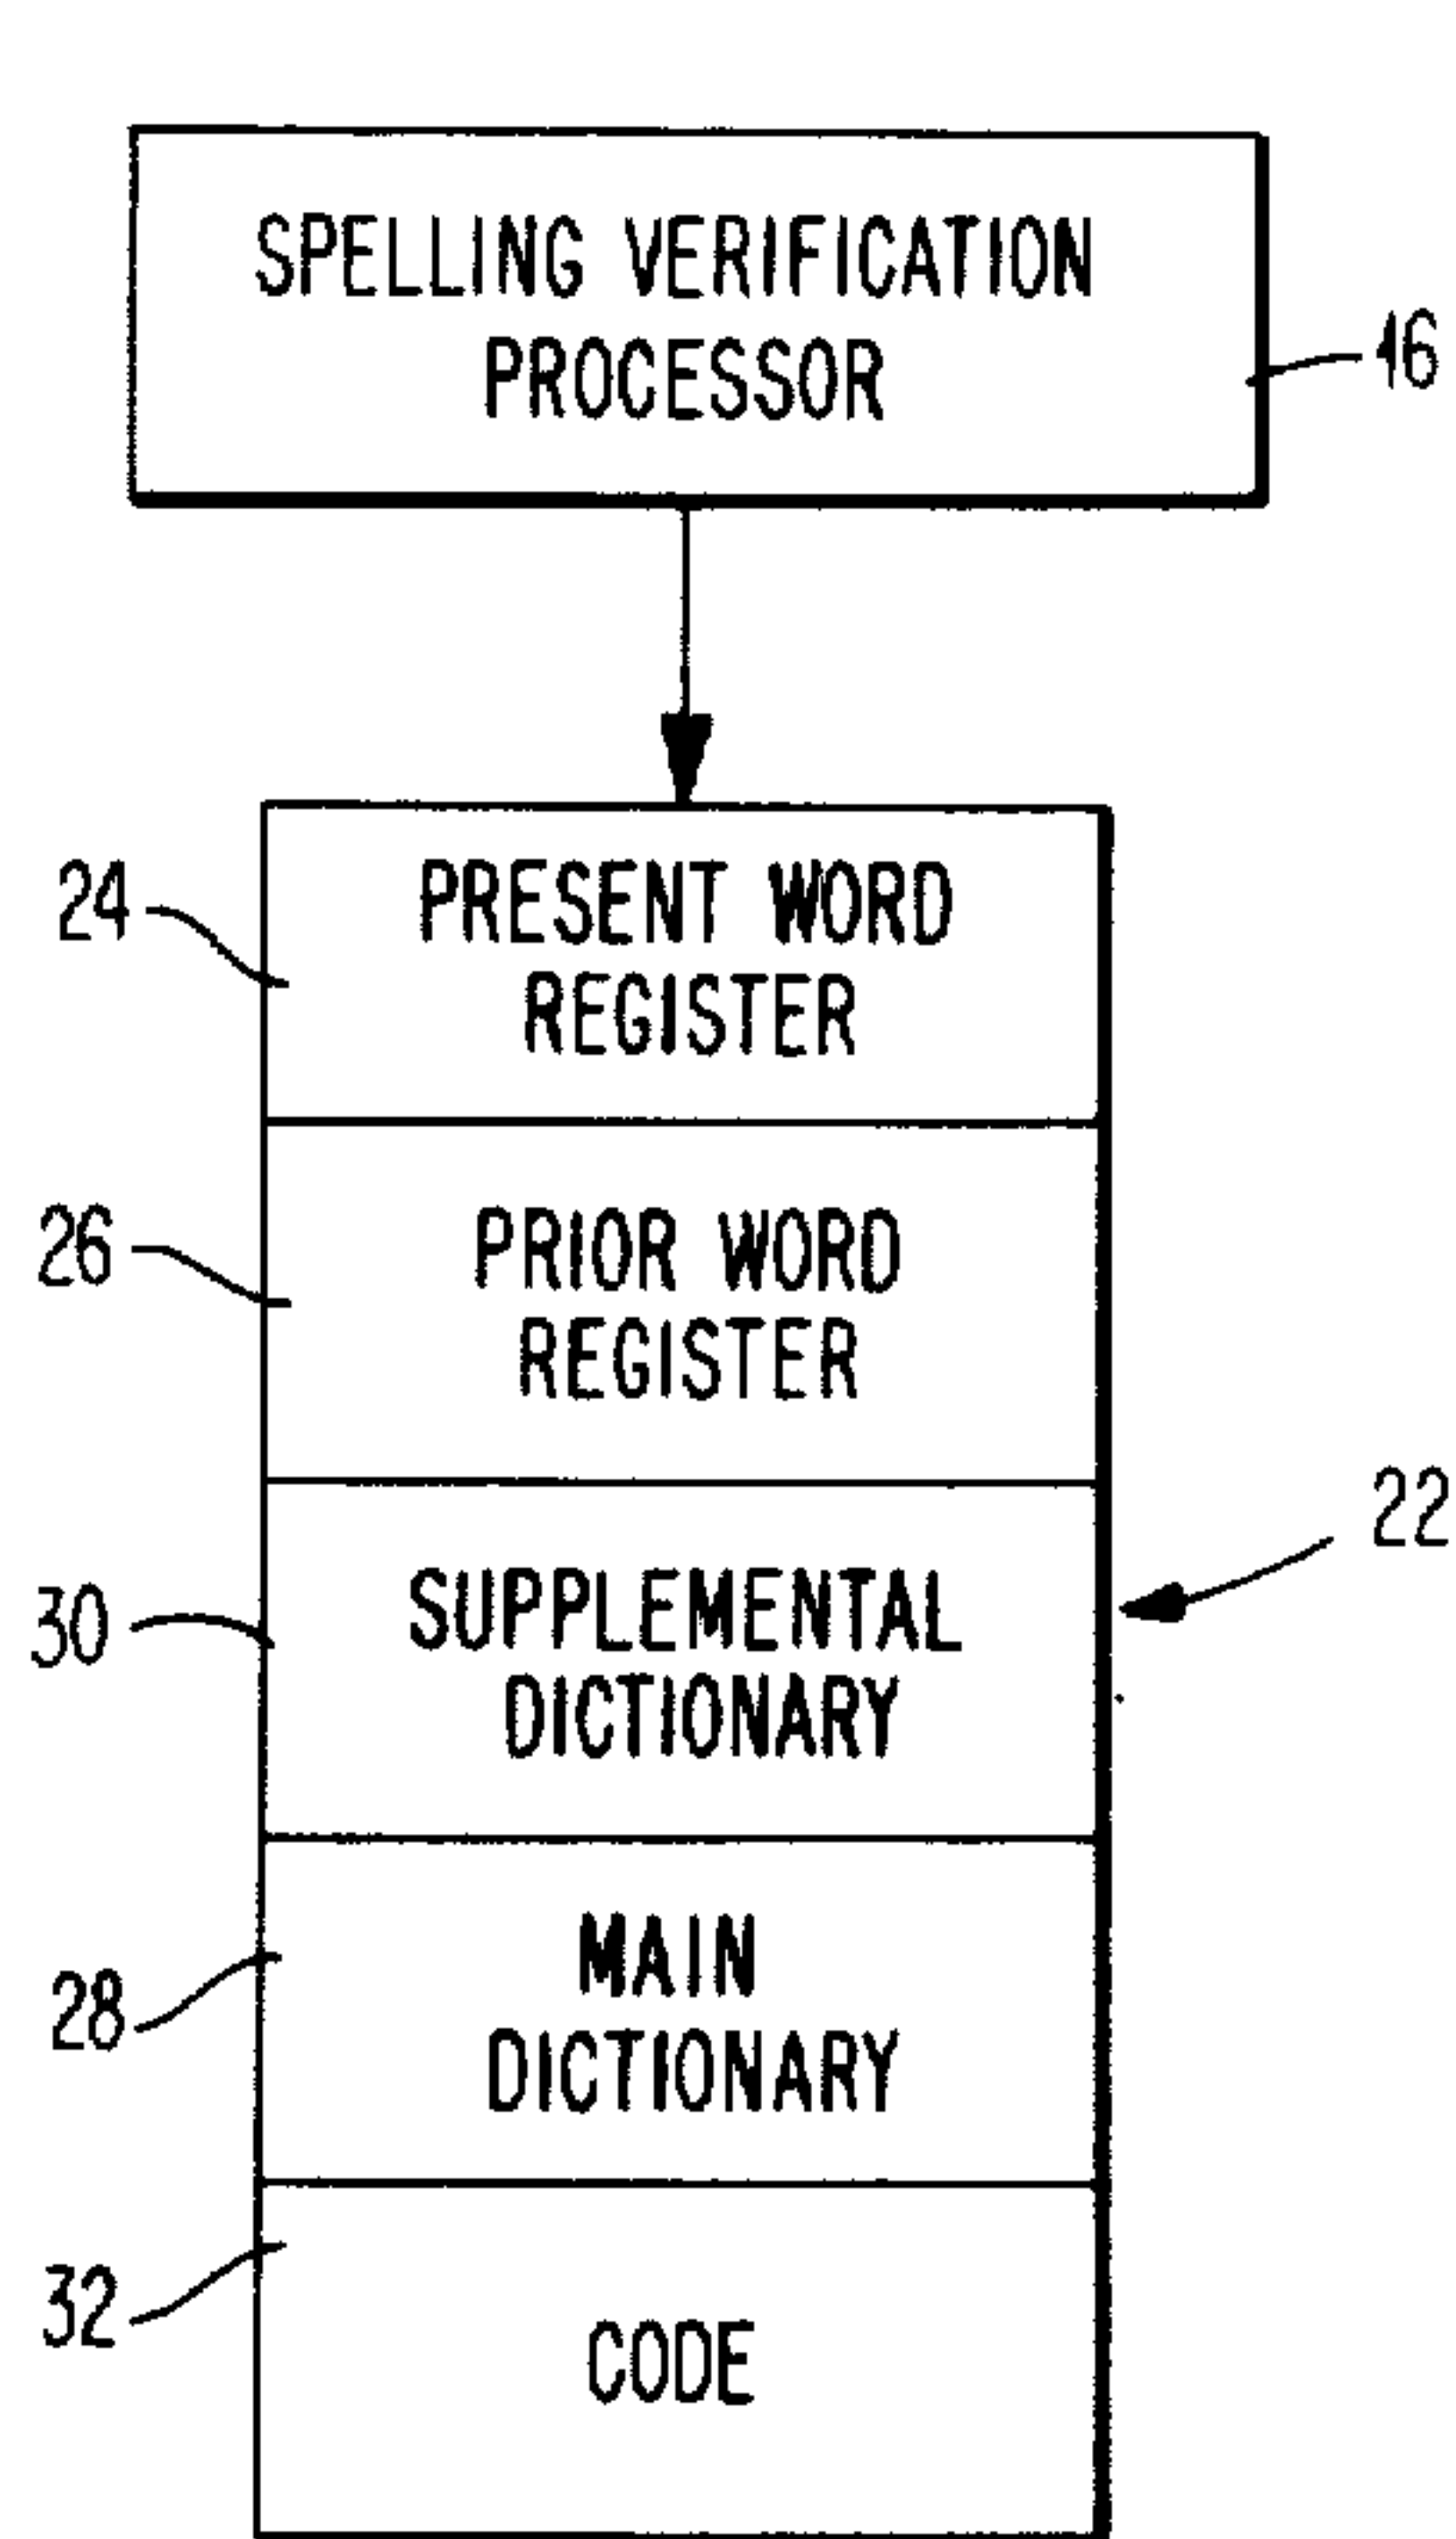 SPELLING VERIFICATION
PROCESSOR
16
24
PRESENT WORD
REGISTER
26
PRIOR WORD
REGISTER
22
30
SUPPLEMENTAL
DICTIONARY
28
MAIN
DICTIONARY
32
CODE